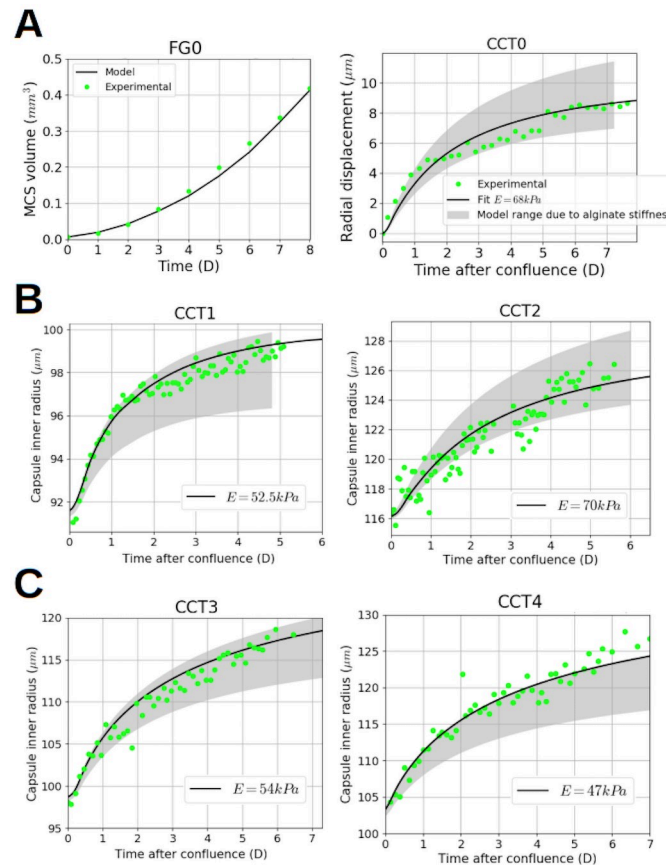 A
FG0
MCS volume (mm³)
0.5
0.4
0.3
0.2
0.1
0.0
Model
Experimental
0 1 2 3 4 5 6 7 8
Time (D)
CCT0
Radial displacement (μm)
10
8
6
4
2
0
Experimental
Fit E=68kPa
Model range due to alginate stiffness
0 1 2 3 4 5 6 7
Time after confluence (D)
B
CCT1
Capsule inner radius (μm)
100
98
96
94
92
E=52.5kPa
0 1 2 3 4 5 6
Time after confluence (D)
CCT2
Capsule inner radius (μm)
128
126
124
122
120
118
116
E=70kPa
0 1 2 3 4 5 6
Time after confluence (D)
C
CCT3
Capsule inner radius (μm)
120
115
110
105
100
95
E=54kPa
0 1 2 3 4 5 6 7
Time after confluence (D)
CCT4
Capsule inner radius (μm)
130
125
120
115
110
105
100
E=47kPa
0 1 2 3 4 5 6 7
Time after confluence (D)